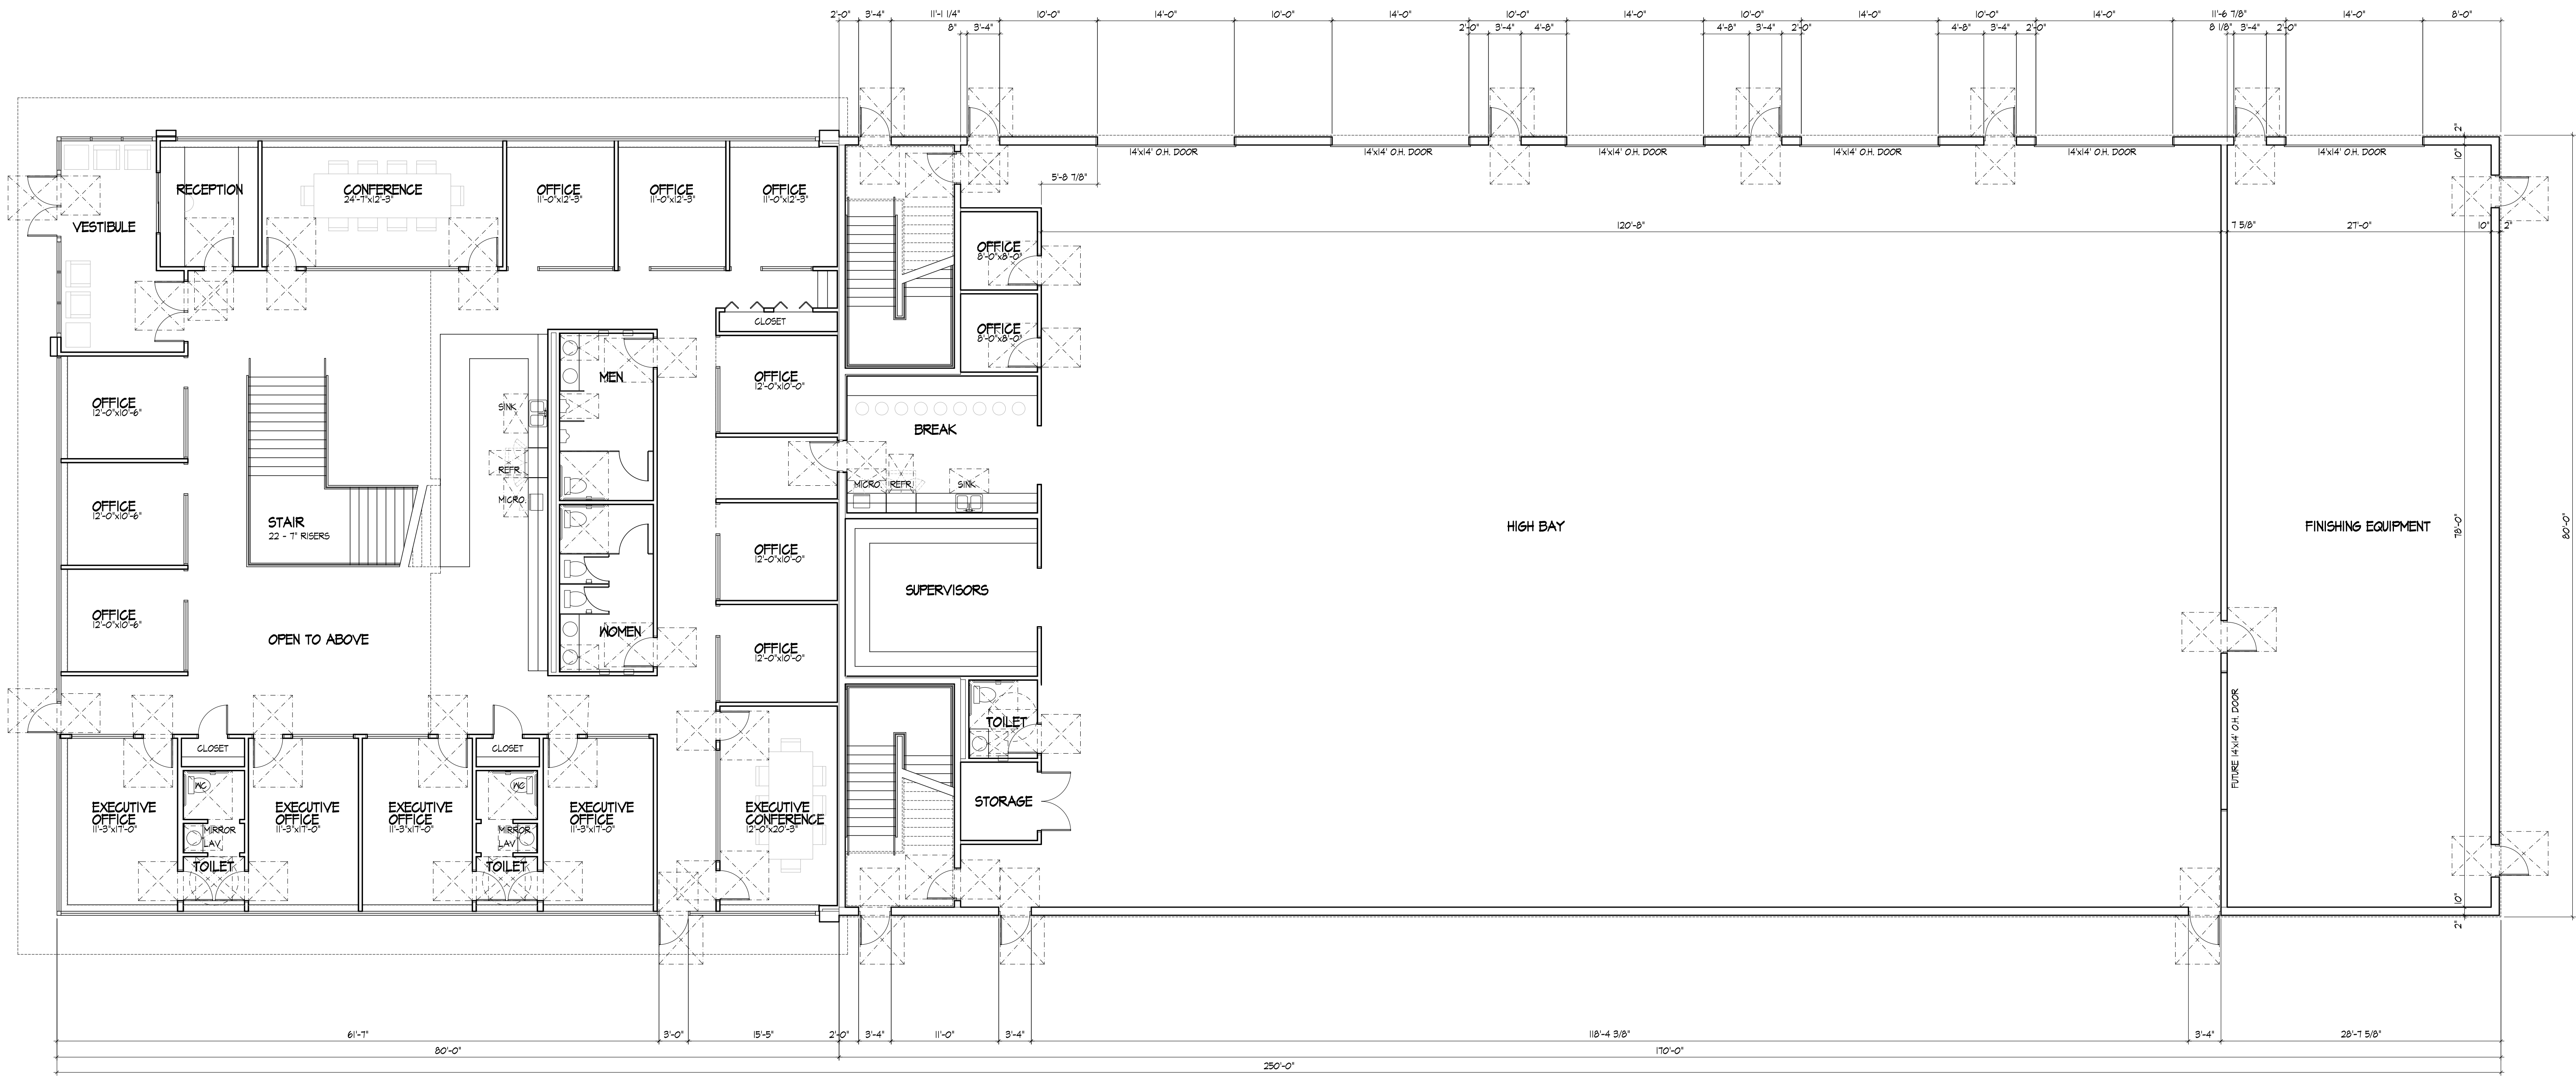 2'-0" 3'-4" 11'-1 1/4" 10'-0" 14'-0" 10'-0" 14'-0" 10'-0" 14'-0" 10'-0" 14'-0" 10'-0" 14'-0" 11'-6 7/8" 14'-0" 8'-0"
8" 3'-4" 2'-0" 3'-4" 4'-8" 4'-8" 3'-4" 2'-0" 4'-8" 3'-4" 2'-0" 8 1/8" 3'-4" 2'-0"
2"
14'x14' O.H. DOOR 14'x14' O.H. DOOR 14'x14' O.H. DOOR 14'x14' O.H. DOOR 14'x14' O.H. DOOR 14'x14' O.H. DOOR
10"
5'-8 7/8"
RECEPTION
CONFERENCE
24'-7"x12'-3"
OFFICE
11'-0"x12'-3"
OFFICE
11'-0"x12'-3"
OFFICE
11'-0"x12'-3"
VESTIBULE
120'-8" 7 5/8" 27'-0" 10" 2"
OFFICE
8'-0"x8'-0"
CLOSET
OFFICE
8'-0"x8'-0"
MEN
OFFICE
12'-0"x10'-0"
OFFICE
12'-0"x10'-6"
SINK
BREAK
REFR.
MICRO. REFR. SINK
MICRO.
OFFICE
12'-0"x10'-6"
STAIR
22 - 7" RISERS
HIGH BAY
FINISHING EQUIPMENT
78'-0"
80'-0"
OFFICE
12'-0"x10'-0"
SUPERVISORS
OFFICE
12'-0"x10'-6"
WOMEN
OPEN TO ABOVE
OFFICE
12'-0"x10'-0"
TOILET
FUTURE 14'x14' O.H. DOOR
CLOSET
CLOSET
WC
WC
STORAGE
EXECUTIVE
OFFICE
11'-3"x17'-0"
EXECUTIVE
OFFICE
11'-3"x17'-0"
EXECUTIVE
OFFICE
11'-3"x17'-0"
EXECUTIVE
OFFICE
11'-3"x17'-0"
EXECUTIVE
CONFERENCE
12'-0"x20'-3"
MIRROR
LAV
MIRROR
LAV
TOILET
TOILET
10"
2"
61'-7" 3'-0" 15'-5" 2'-0" 3'-4" 11'-0" 3'-4" 118'-4 3/8" 3'-4" 28'-7 5/8"
80'-0" 170'-0"
250'-0"